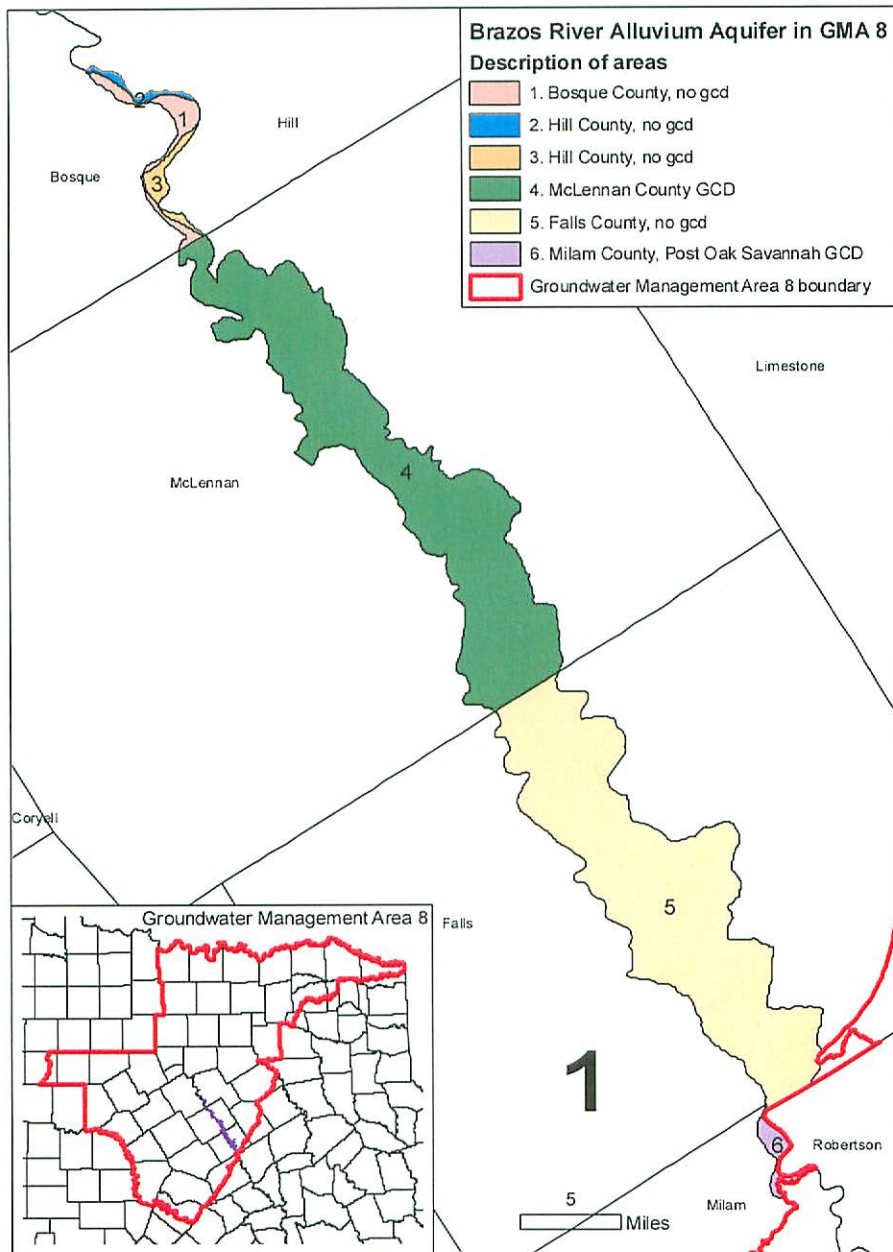 Brazos River Alluvium Aquifer in GMA 8
Description of areas
1. Bosque County, no gcd
2. Hill County, no gcd
3. Hill County, no gcd
4. McLennan County GCD
5. Falls County, no gcd
6. Milam County, Post Oak Savannah GCD
Groundwater Management Area 8 boundary
2
1
Hill
Bosque
3
Limestone
4
McLennan
Coryell
5
Groundwater Management Area 8
Falls
1
6
Robertson
5
Milam
Miles